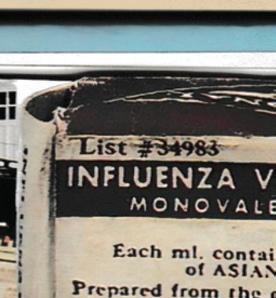 List #34983
INFLUENZA V
MONOVALE
Each ml. contai
of ASIAN
Prepared from the